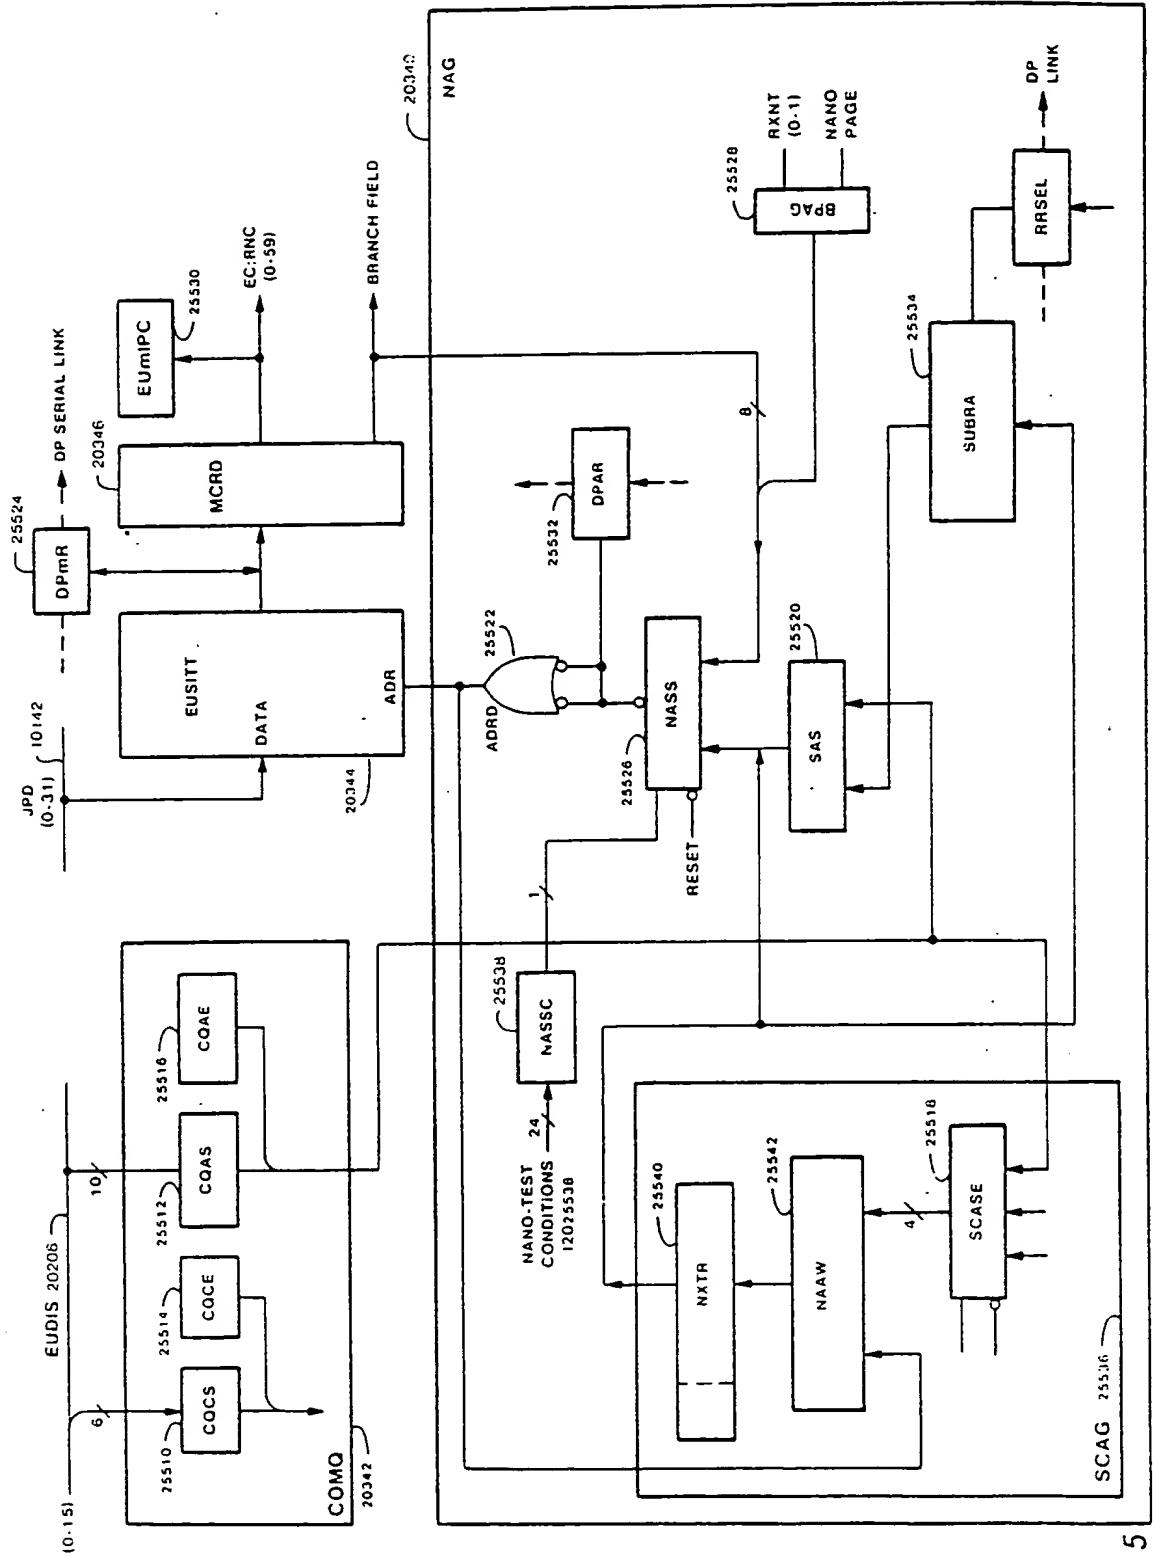 (0-15)
EUDIS 20206
6
10
25510
CQCS
25514
CQCE
25512
CQAS
25516
CQAE
COMQ
20342
JPD
(0-31)
10142
EUSITT
DATA
ADR
20344
25524
DPmR
DP SERIAL LINK
20346
MCRD
EUmIPC
25530
EC:RNC
(0-59)
BRANCH FIELD
20340
NAG
ADRD
25522
25532
DPAR
8
25528
BPAG
RXNT
(0-1)
NANO
PAGE
25538
NASSC
1
24
NANO-TEST
CONDITIONS
12025538
25526
NASS
RESET
25520
SAS
25534
SUBRA
RRSEL
DP
LINK
25540
NXTR
25542
NAAW
4
25518
SCASE
SCAG
25536
5